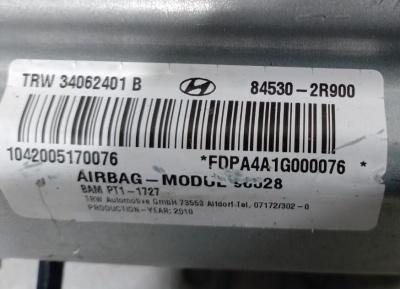 TRW 34062401 B 84530-2R900
1042005170076 *FDPA4A1G000076 *
AIRBAG-MODUL
BAM PT1-1727
TRW Automotive GmbH 73553 Alfdorf Tel. 07172/302-0
PRODUCTION-YEAR: 2010